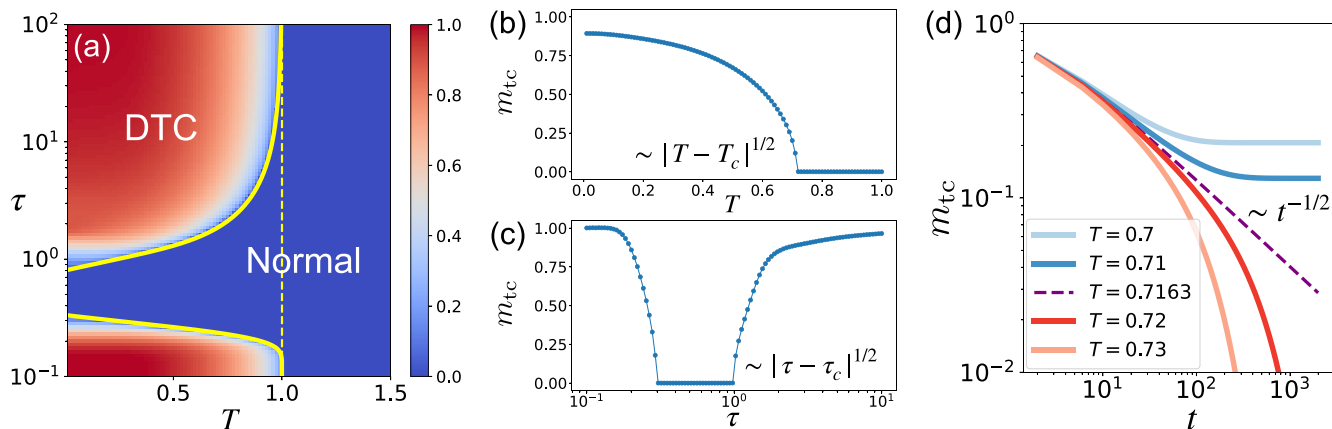 (a)
DTC
Normal
τ
10²
10¹
10⁰
10⁻¹
0.5 1.0 1.5
T
1.0
0.8
0.6
0.4
0.2
0.0
(b)
m_tc
1.00
0.75
0.50
0.25
0.00
~ |T − T_c|^{1/2}
0.0 0.2 0.4 0.6 0.8 1.0
T
(c)
m_tc
1.00
0.75
0.50
0.25
0.00
~ |τ − τ_c|^{1/2}
10⁻¹ 10⁰ 10¹
τ
(d)
m_tc
10⁰
10⁻¹
10⁻²
~ t^{−1/2}
T = 0.7
T = 0.71
T = 0.7163
T = 0.72
T = 0.73
10¹ 10² 10³
t